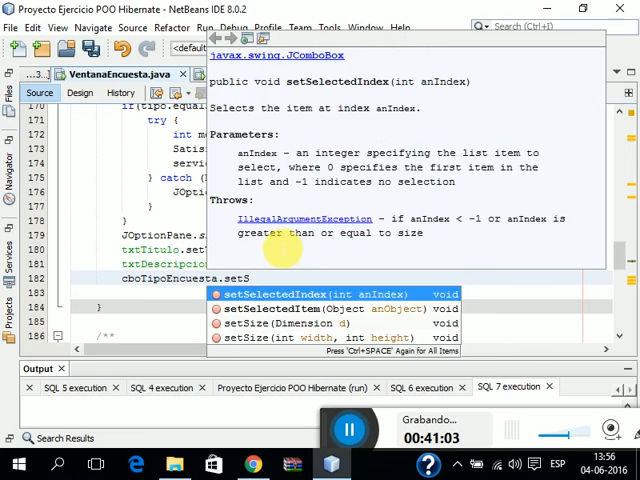 Proyecto Ejercicio POO Hibernate - NetBeans IDE 8.0.2
File Edit View Navigate Source Refactor Run Debug Profile Team Tools Window Help
Search (Ctrl+I)
<defau
...3...] VentanaEncuesta.java
javax.swing.JComboBox
Source Design History
public void setSelectedIndex(int anIndex)
Selects the item at index anIndex.
Parameters:
anIndex - an integer specifying the list item to
select, where 0 specifies the first item in the
list and -1 indicates no selection
Throws:
IllegalArgumentException - if anIndex < -1 or anIndex is
greater than or equal to size
170 if(tipo.equal
171 try {
172 int me
173 Satis
174 servic
175 } catch (
176 JOpti
177 }
178 }
179 JOptionPane.s
180 txtTitulo.setT
181 txtDescripcion
182 cboTipoEncuesta.setS
183
184 }
185
186 /**
setSelectedIndex(int anIndex) void
setSelectedItem(Object anObject) void
setSize(Dimension d) void
setSize(int width, int height) void
Press 'Ctrl+SPACE' Again for All Items
Files
Navigator
Services
Projects
Output
SQL 5 execution SQL 4 execution Proyecto Ejercicio POO Hibernate (run) SQL 6 execution SQL 7 execution
Search Results
Grabando...
00:41:03
ESP
13:56
04-06-2016